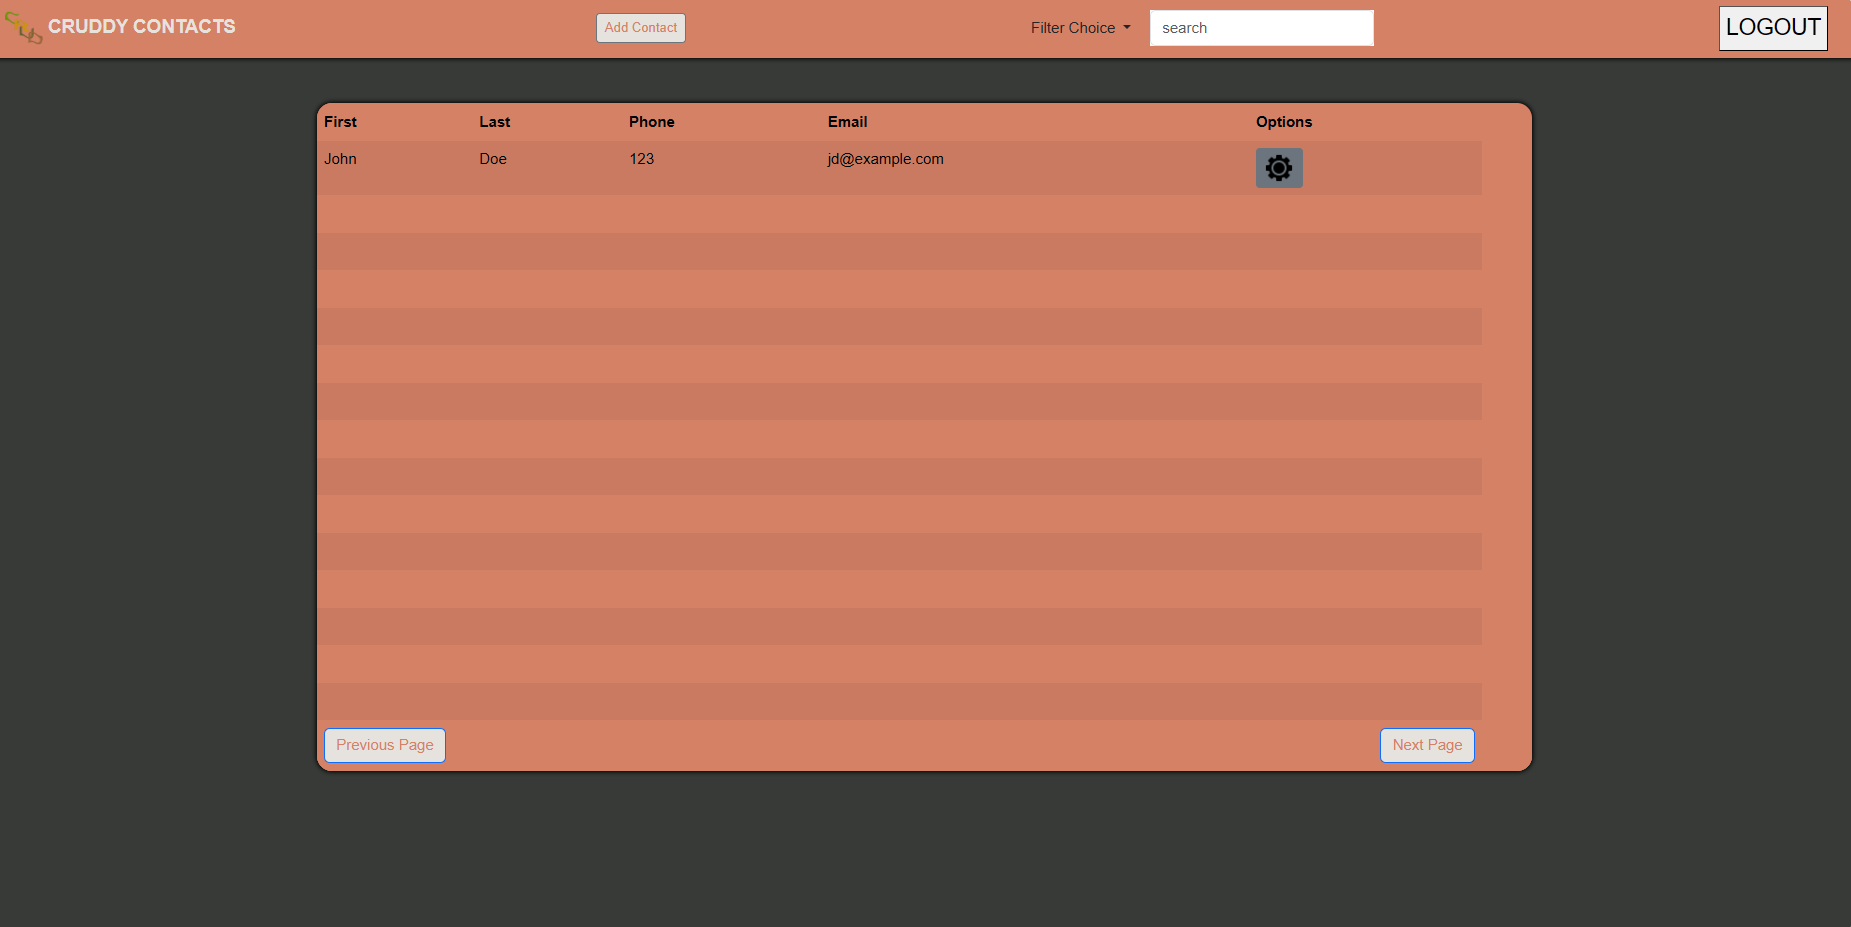 CRUDDY CONTACTS Add Contact Filter Choice search LOGOUT
First Last Phone Email Options
John Doe 123 jd@example.com
Previous Page Next Page